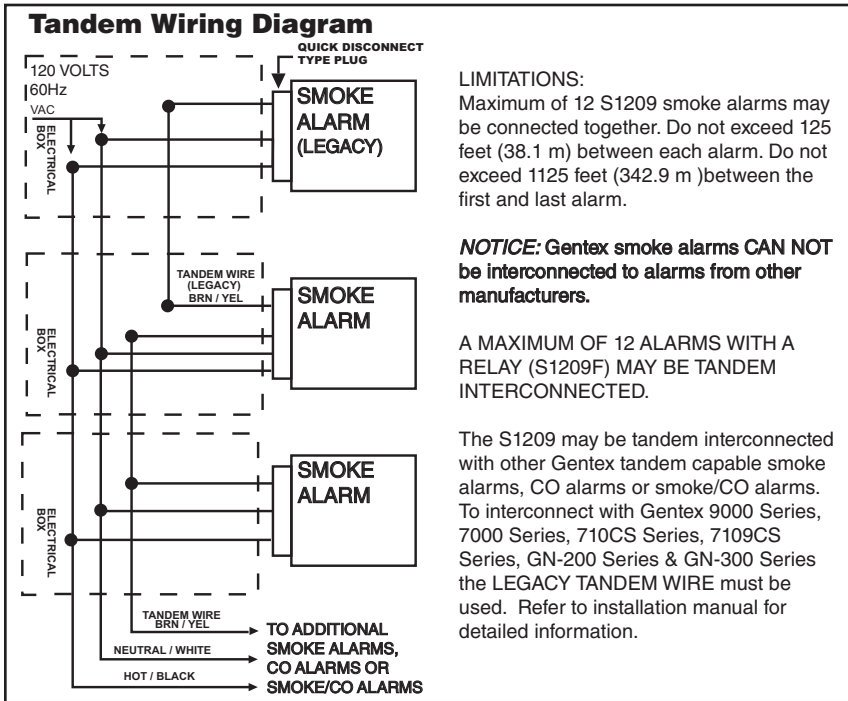 Tandem Wiring Diagram
QUICK DISCONNECT
TYPE PLUG
120 VOLTS
60Hz
VAC
ELECTRICAL
BOX
SMOKE
ALARM
(LEGACY)
TANDEM WIRE
(LEGACY)
BRN / YEL
ELECTRICAL
BOX
SMOKE
ALARM
ELECTRICAL
BOX
SMOKE
ALARM
TANDEM WIRE
BRN / YEL
NEUTRAL / WHITE
HOT / BLACK
TO ADDITIONAL
SMOKE ALARMS,
CO ALARMS OR
SMOKE/CO ALARMS
LIMITATIONS:
Maximum of 12 S1209 smoke alarms may
be connected together. Do not exceed 125
feet (38.1 m) between each alarm. Do not
exceed 1125 feet (342.9 m )between the
first and last alarm.
NOTICE: Gentex smoke alarms CAN NOT
be interconnected to alarms from other
manufacturers.
A MAXIMUM OF 12 ALARMS WITH A
RELAY (S1209F) MAY BE TANDEM
INTERCONNECTED.
The S1209 may be tandem interconnected
with other Gentex tandem capable smoke
alarms, CO alarms or smoke/CO alarms.
To interconnect with Gentex 9000 Series,
7000 Series, 710CS Series, 7109CS
Series, GN-200 Series & GN-300 Series
the LEGACY TANDEM WIRE must be
used. Refer to installation manual for
detailed information.